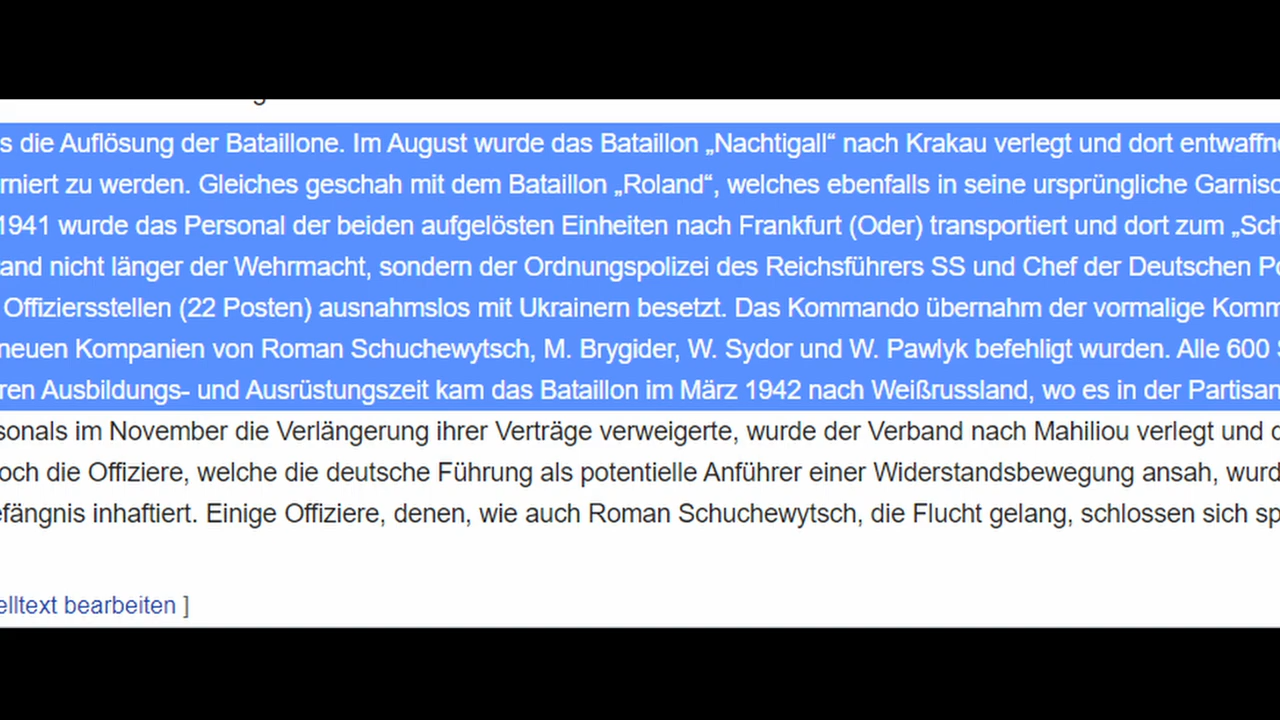 s die Auflösung der Bataillone. Im August wurde das Bataillon „Nachtigall“ nach Krakau verlegt und dort entwaffn
rniert zu werden. Gleiches geschah mit dem Bataillon „Roland“, welches ebenfalls in seine ursprüngliche Garniso
1941 wurde das Personal der beiden aufgelösten Einheiten nach Frankfurt (Oder) transportiert und dort zum „Sch
and nicht länger der Wehrmacht, sondern der Ordnungspolizei des Reichsführers SS und Chef der Deutschen Po
Offiziersstellen (22 Posten) ausnahmslos mit Ukrainern besetzt. Das Kommando übernahm der vormalige Komm
neuen Kompanien von Roman Schuchewytsch, M. Brygider, W. Sydor und W. Pawlyk befehligt wurden. Alle 600
ren Ausbildungs- und Ausrüstungszeit kam das Bataillon im März 1942 nach Weißrussland, wo es in der Partisan
sonals im November die Verlängerung ihrer Verträge verweigerte, wurde der Verband nach Mahiliou verlegt und d
och die Offiziere, welche die deutsche Führung als potentielle Anführer einer Widerstandsbewegung ansah, wurd
efängnis inhaftiert. Einige Offiziere, denen, wie auch Roman Schuchewytsch, die Flucht gelang, schlossen sich sp
elltext bearbeiten ]